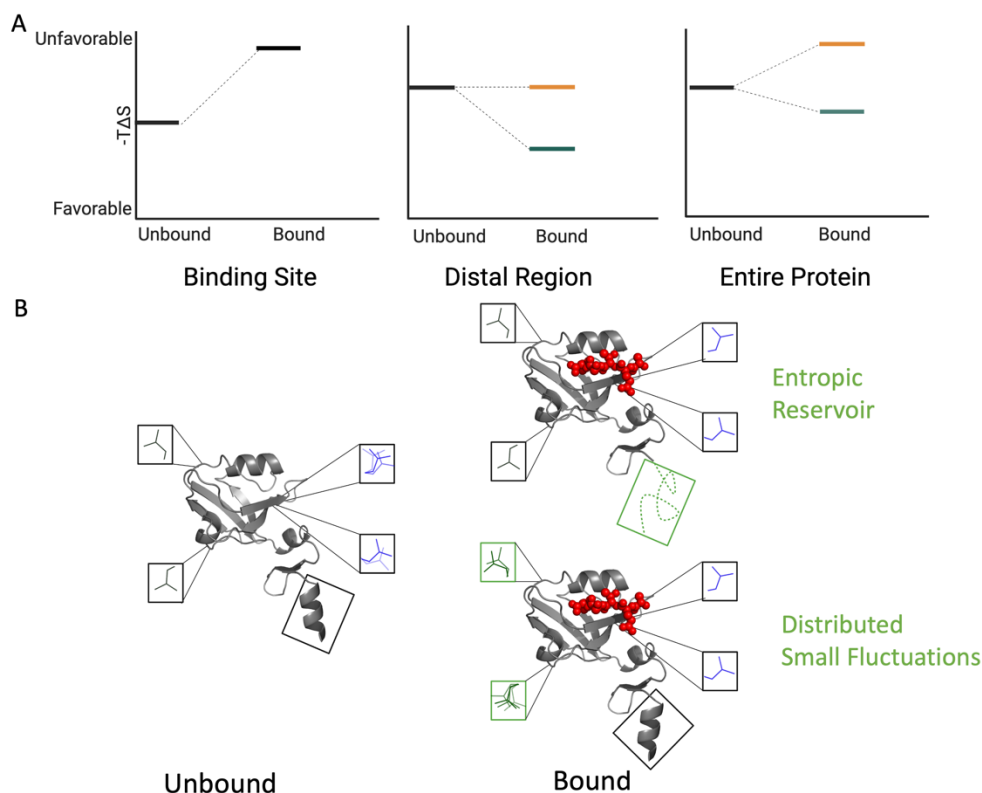 A
Unfavorable
-TΔS
Favorable
Unbound
Bound
Binding Site
Unbound
Bound
Distal Region
Unbound
Bound
Entire Protein
B
Entropic
Reservoir
Distributed
Small Fluctuations
Unbound
Bound